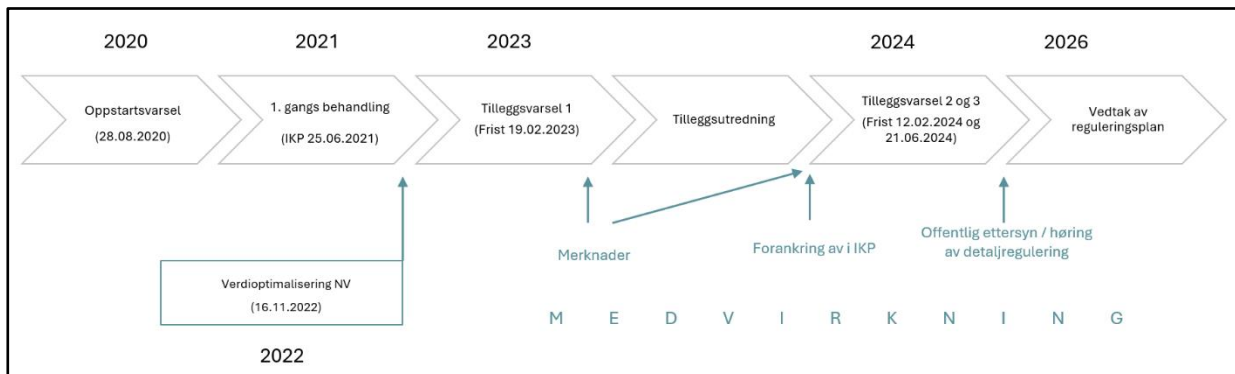 2020
2021
2023
2024
2026
Oppstartsvarsel
(28.08.2020)
1. gangs behandling
(IKP 25.06.2021)
Tilleggsvarsel 1
(Frist 19.02.2023)
Tilleggsutredning
Tilleggsvarsel 2 og 3
(Frist 12.02.2024 og
21.06.2024)
Vedtak av
reguleringsplan
Merknader
Forankring av i IKP
Offentlig ettersyn / høring
av detaljregulering
Verdioptimalisering NV
(16.11.2022)
2022
M E D V I R K N I N G